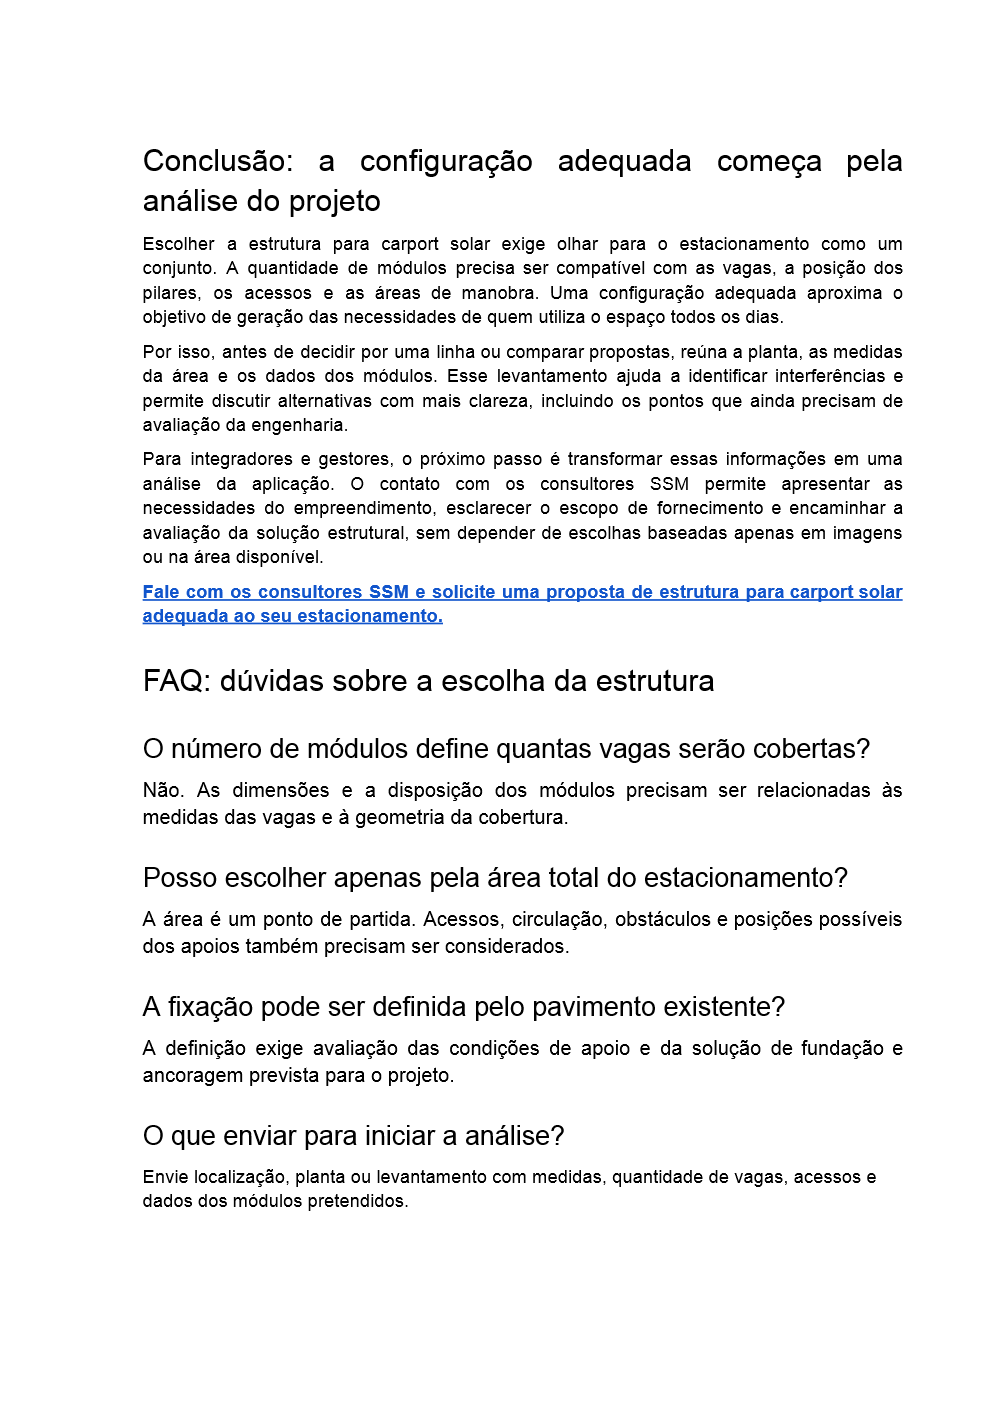 Conclusão: a configuração adequada começa pela
análise do projeto
Escolher a estrutura para carport solar exige olhar para o estacionamento como um
conjunto. A quantidade de módulos precisa ser compatível com as vagas, a posição dos
pilares, os acessos e as áreas de manobra. Uma configuração adequada aproxima o
objetivo de geração das necessidades de quem utiliza o espaço todos os dias.
Por isso, antes de decidir por uma linha ou comparar propostas, reúna a planta, as medidas
da área e os dados dos módulos. Esse levantamento ajuda a identificar interferências e
permite discutir alternativas com mais clareza, incluindo os pontos que ainda precisam de
avaliação da engenharia.
Para integradores e gestores, o próximo passo é transformar essas informações em uma
análise da aplicação. O contato com os consultores SSM permite apresentar as
necessidades do empreendimento, esclarecer o escopo de fornecimento e encaminhar a
avaliação da solução estrutural, sem depender de escolhas baseadas apenas em imagens
ou na área disponível.
Fale com os consultores SSM e solicite uma proposta de estrutura para carport solar
adequada ao seu estacionamento.
FAQ: dúvidas sobre a escolha da estrutura
O número de módulos define quantas vagas serão cobertas?
Não. As dimensões e a disposição dos módulos precisam ser relacionadas às
medidas das vagas e à geometria da cobertura.
Posso escolher apenas pela área total do estacionamento?
A área é um ponto de partida. Acessos, circulação, obstáculos e posições possíveis
dos apoios também precisam ser considerados.
A fixação pode ser definida pelo pavimento existente?
A definição exige avaliação das condições de apoio e da solução de fundação e
ancoragem prevista para o projeto.
O que enviar para iniciar a análise?
Envie localização, planta ou levantamento com medidas, quantidade de vagas, acessos e
dados dos módulos pretendidos.